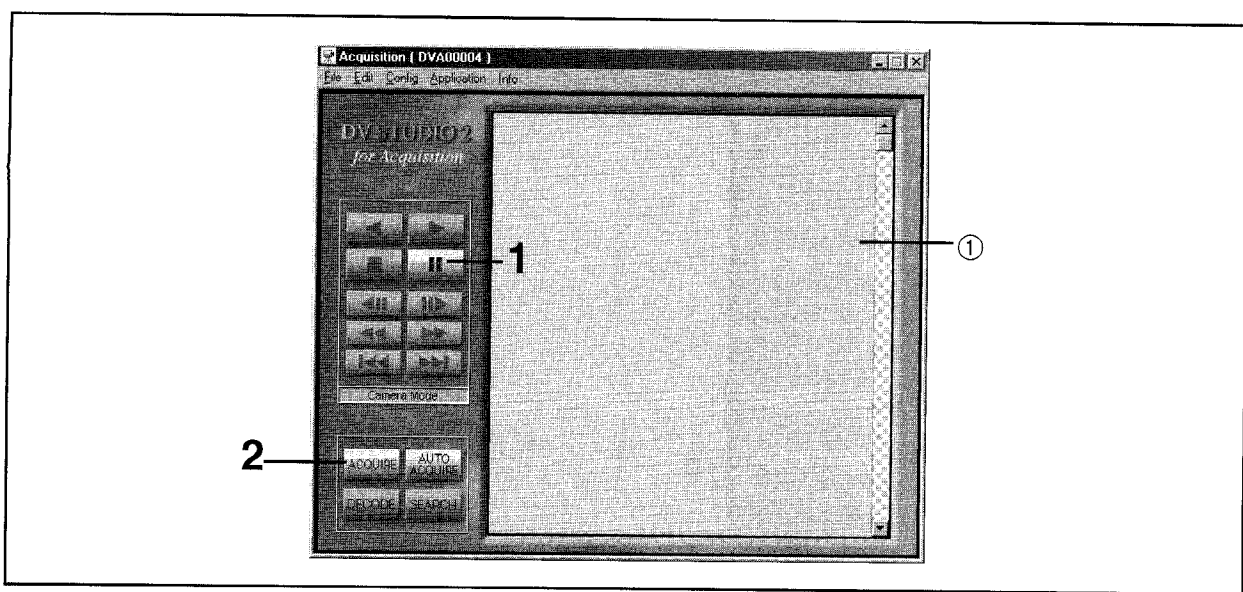 Acquisition ( DVA00004 )
File Edit Config Application Info
DV STUDIO 2
for Acquisition
1
①
Camera Mode
2
ACQUIRE
AUTO ACQUIRE
DECODE
SEARCH